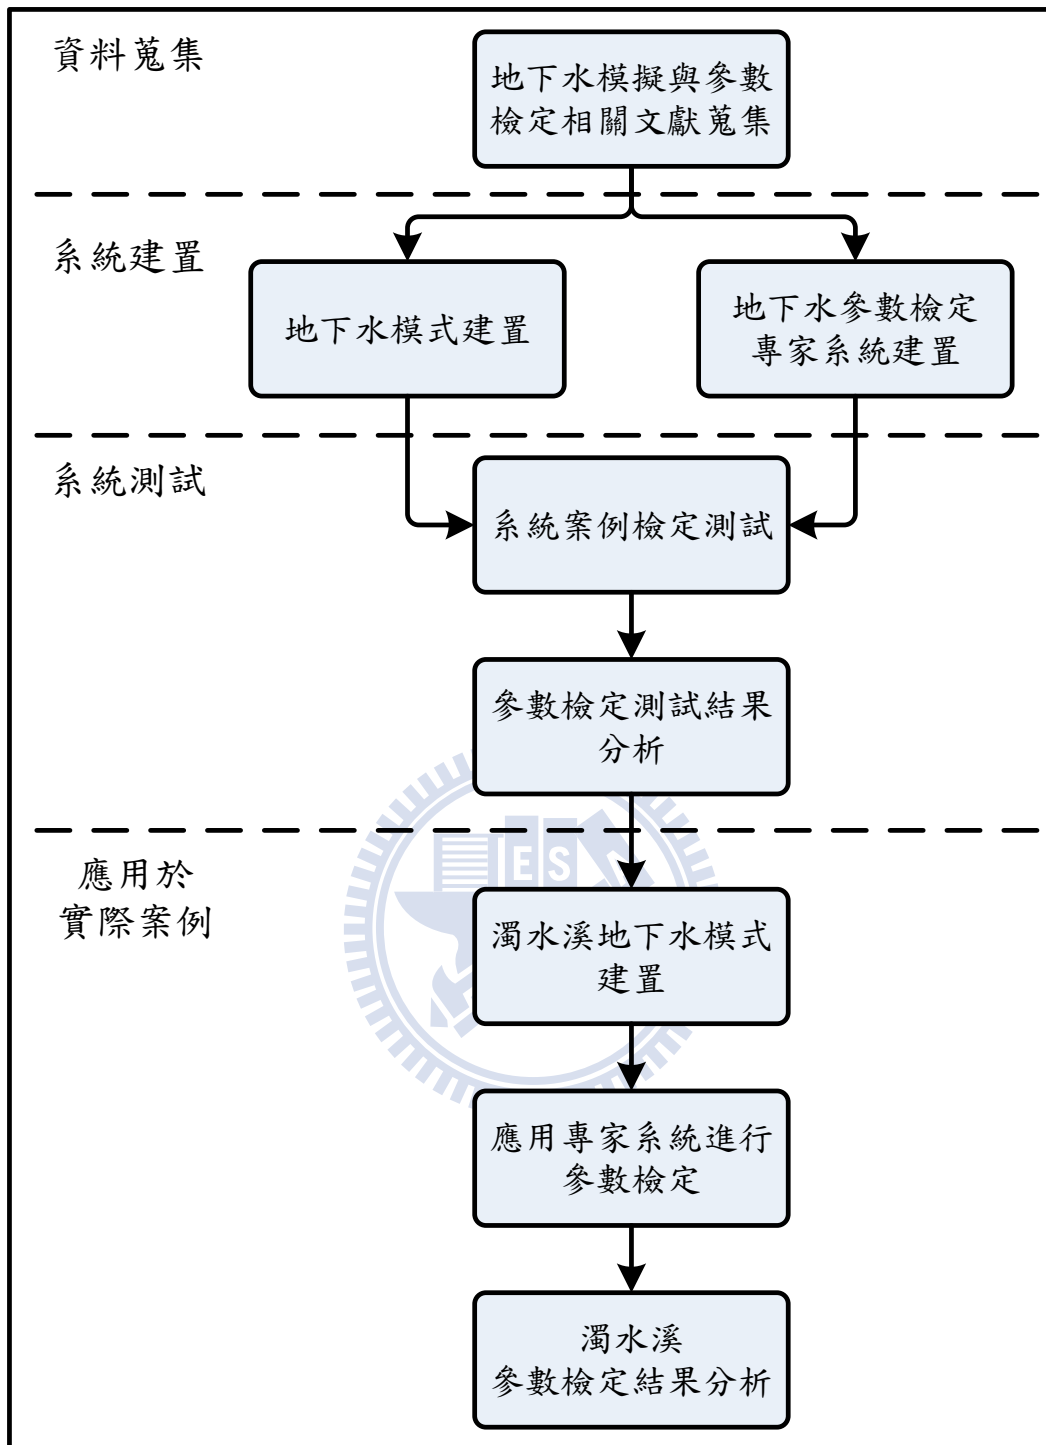 資料蒐集
地下水模擬與參數
檢定相關文獻蒐集
系統建置
地下水模式建置
地下水參數檢定
專家系統建置
系統測試
系統案例檢定測試
參數檢定測試結果
分析
ES
應用於
實際案例
濁水溪地下水模式
建置
應用專家系統進行
參數檢定
濁水溪
參數檢定結果分析